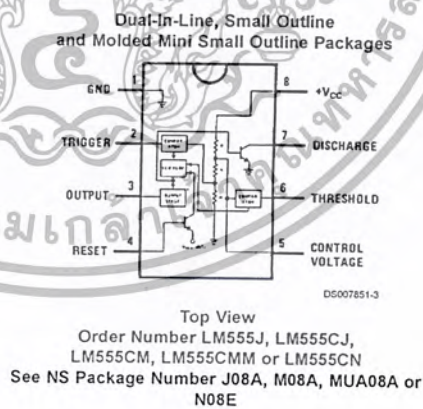 Dual-In-Line, Small Outline
and Molded Mini Small Outline Packages
1
GND
8
+VCC
2
TRIGGER
7
DISCHARGE
3
OUTPUT
6
THRESHOLD
4
RESET
5
CONTROL
VOLTAGE
DS007851-3
Top View
Order Number LM555J, LM555CJ,
LM555CM, LM555CMM or LM555CN
See NS Package Number J08A, M08A, MUA08A or
N08E